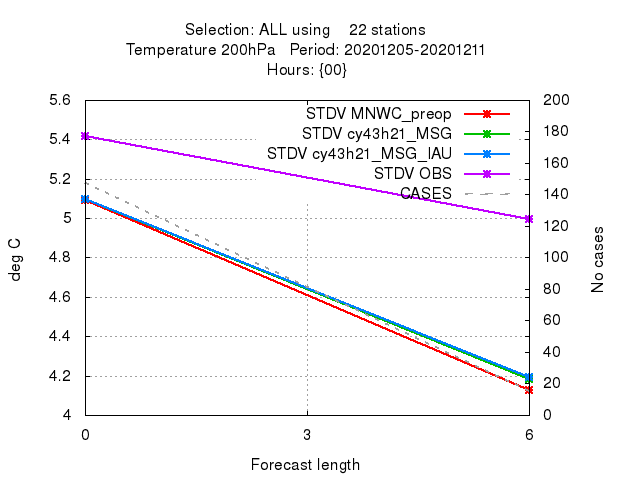 Selection: ALL using    22 stations
Temperature 200hPa   Period: 20201205-20201211
Hours: {00}
5.6
5.4
5.2
5
4.8
4.6
4.4
4.2
4
deg C
STDV MNWC_preop
STDV cy43h21_MSG
STDV cy43h21_MSG_IAU
STDV OBS
CASES
200
180
160
140
120
100
80
60
40
20
0
No cases
0 3 6
Forecast length